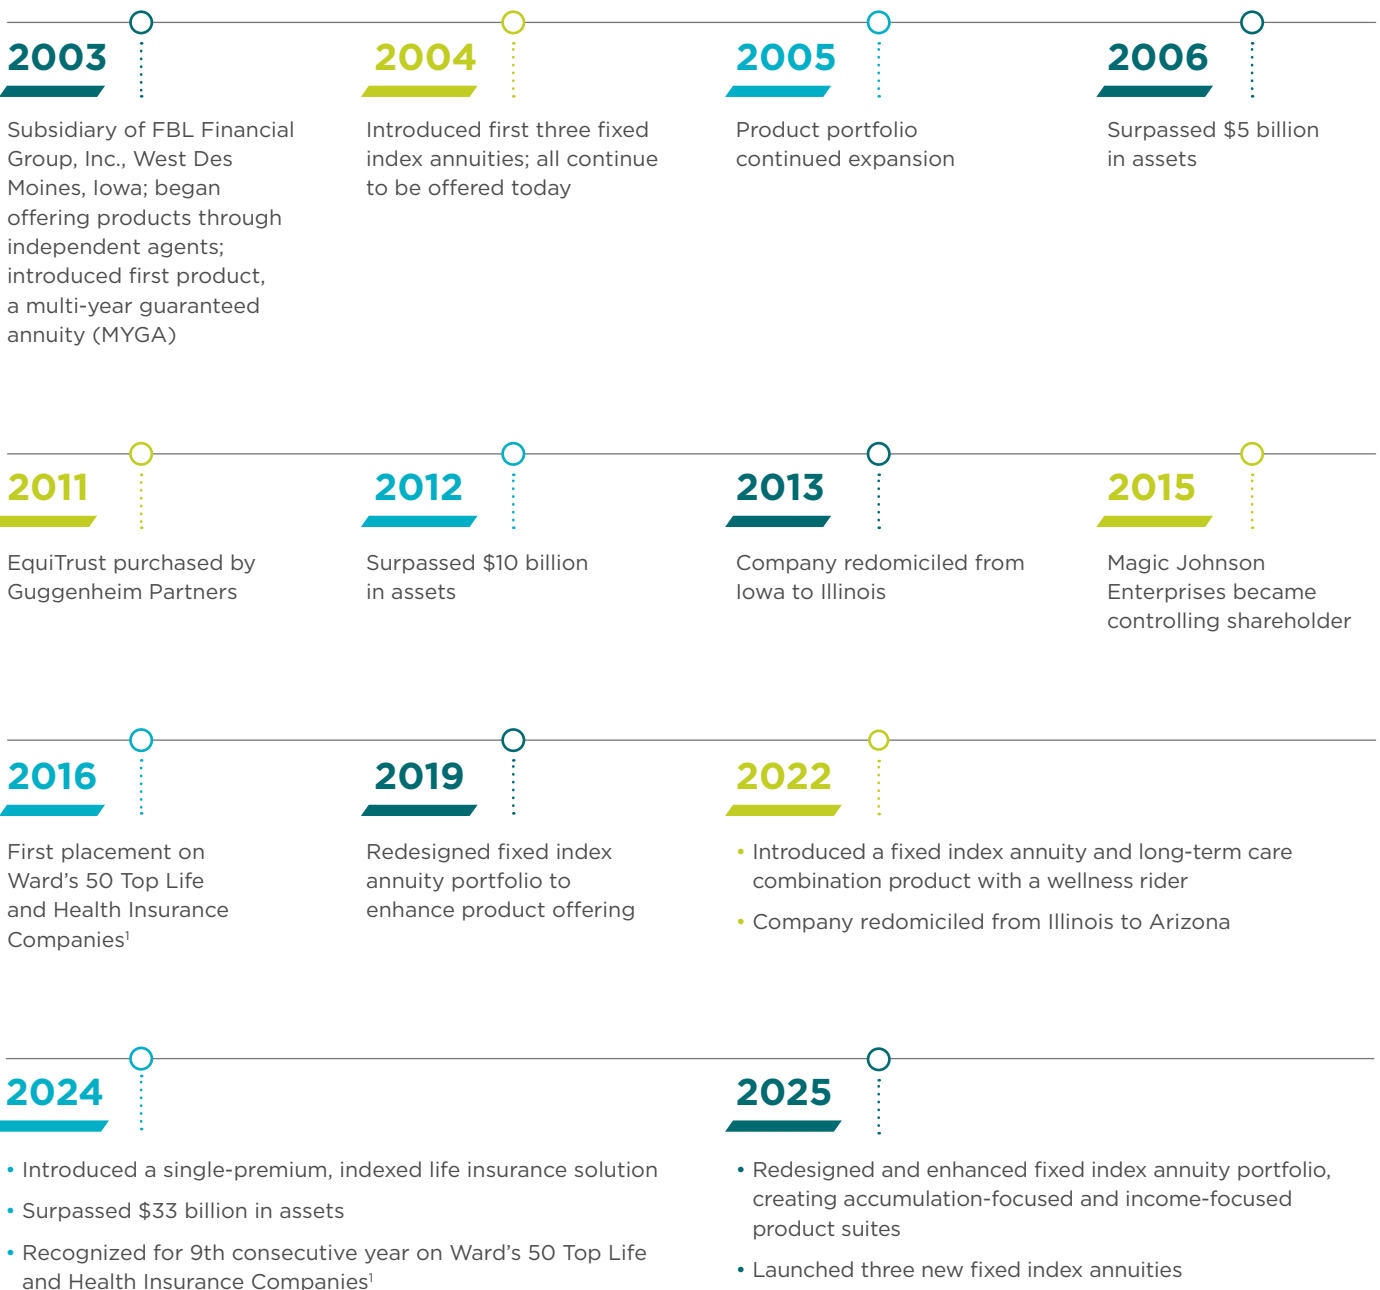 2003
Subsidiary of FBL Financial
Group, Inc., West Des
Moines, Iowa; began
offering products through
independent agents;
introduced first product,
a multi-year guaranteed
annuity (MYGA)
2004
Introduced first three fixed
index annuities; all continue
to be offered today
2005
Product portfolio
continued expansion
2006
Surpassed $5 billion
in assets
2011
EquiTrust purchased by
Guggenheim Partners
2012
Surpassed $10 billion
in assets
2013
Company redomiciled from
Iowa to Illinois
2015
Magic Johnson
Enterprises became
controlling shareholder
2016
First placement on
Ward's 50 Top Life
and Health Insurance
Companies¹
2019
Redesigned fixed index
annuity portfolio to
enhance product offering
2022
• Introduced a fixed index annuity and long-term care
combination product with a wellness rider
• Company redomiciled from Illinois to Arizona
2024
• Introduced a single-premium, indexed life insurance solution
• Surpassed $33 billion in assets
• Recognized for 9th consecutive year on Ward's 50 Top Life
and Health Insurance Companies¹
2025
• Redesigned and enhanced fixed index annuity portfolio,
creating accumulation-focused and income-focused
product suites
• Launched three new fixed index annuities